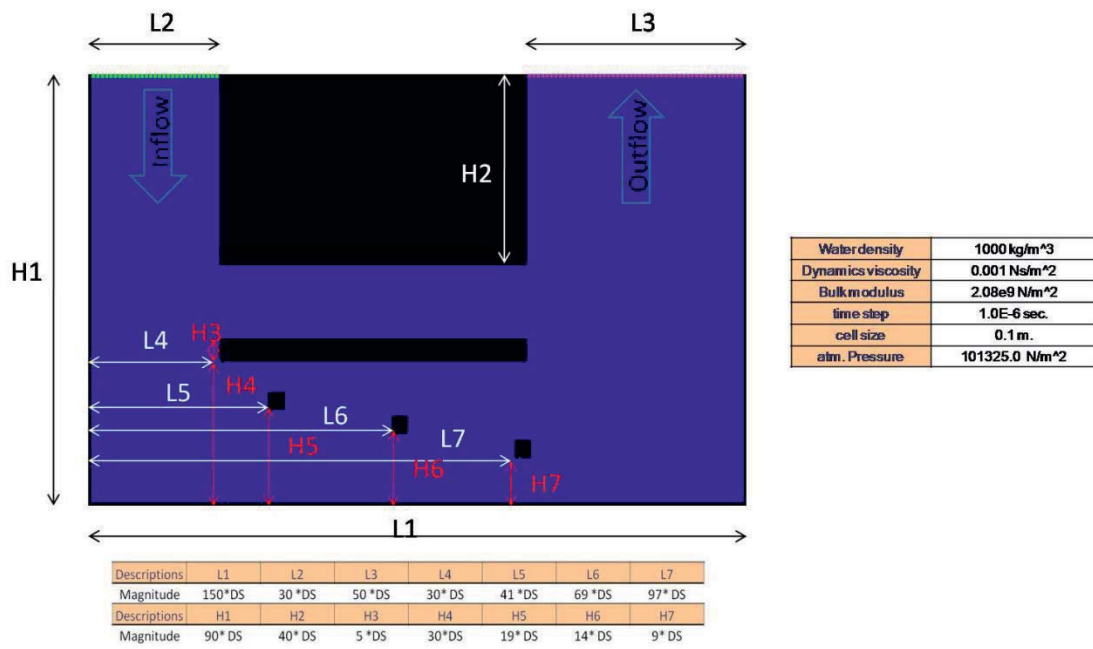 L2
L3
Inflow
Outflow
H2
H1
H3
L4
H4
L5
L6
H5
L7
H6
H7
L1
Water density 1000 kg/m^3
Dynamics viscosity 0.001 Ns/m^2
Bulk modulus 2.08e9 N/m^2
time step 1.0E-6 sec.
cell size 0.1 m.
atm. Pressure 101325.0 N/m^2
Descriptions L1 L2 L3 L4 L5 L6 L7
Magnitude 150*DS 30 *DS 50 *DS 30*DS 41 *DS 69 *DS 97* DS
Descriptions H1 H2 H3 H4 H5 H6 H7
Magnitude 90* DS 40* DS 5 *DS 30*DS 19* DS 14* DS 9* DS